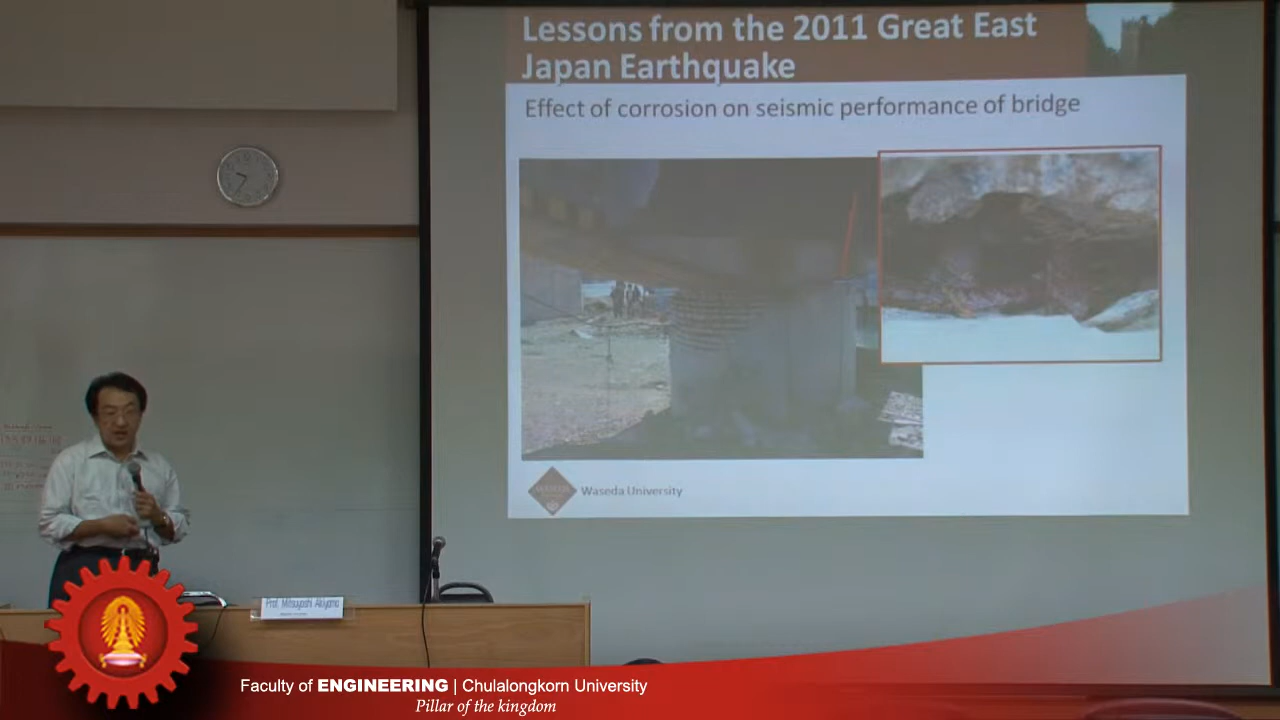 Lessons from the 2011 Great East
Japan Earthquake
Effect of corrosion on seismic performance of bridge
Waseda University
Prof. Mitsuyoshi Akiyama
Faculty of ENGINEERING | Chulalongkorn University
Pillar of the kingdom